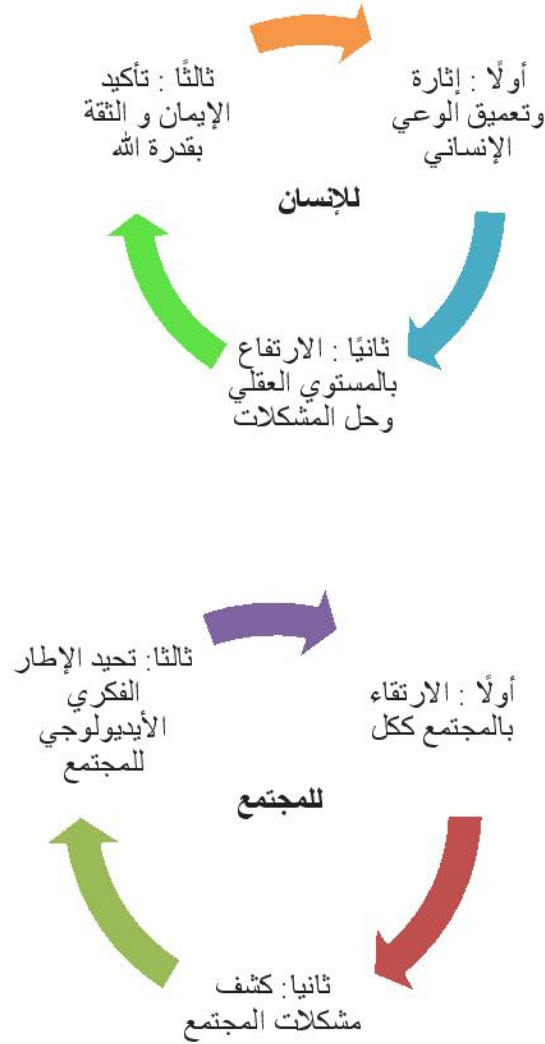 أولًا : إثارة
وتعميق الوعي
الإنساني
ثانيًا : الارتفاع
بالمستوي العقلي
وحل المشكلات
ثالثًا : تأكيد
الإيمان و الثقة
بقدرة الله
للإنسان
أولًا : الارتقاء
بالمجتمع ككل
ثانيا: كشف
مشكلات المجتمع
ثالثا: تحيد الإطار
الفكري
الأيديولوجي
للمجتمع
للمجتمع